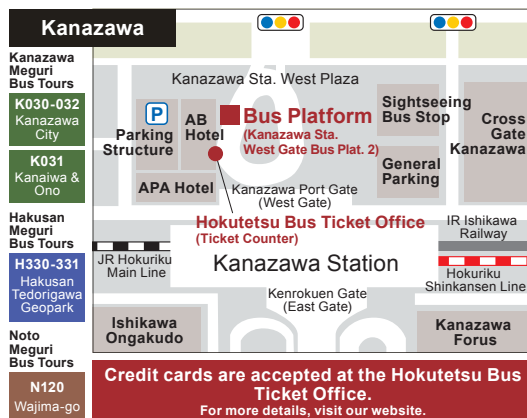 Kanazawa
Kanazawa
Meguri
Bus Tours
K030-032
Kanazawa
City
K031
Kanaiwa &
Ono
Hakusan
Meguri
Bus Tours
H330-331
Hakusan
Tedorigawa
Geopark
Noto
Meguri
Bus Tours
N120
Wajima-go
Kanazawa Sta. West Plaza
P
Parking
Structure
AB
Hotel
Bus Platform
(Kanazawa Sta.
West Gate Bus Plat. 2)
Sightseeing
Bus Stop
Cross
Gate
Kanazawa
General
Parking
APA Hotel
Kanazawa Port Gate
(West Gate)
Hokutetsu Bus Ticket Office
(Ticket Counter)
IR Ishikawa
Railway
JR Hokuriku
Main Line
Kanazawa Station
Hokuriku
Shinkansen Line
Kenrokuen Gate
(East Gate)
Ishikawa
Ongakudo
Kanazawa
Forus
Credit cards are accepted at the Hokutetsu Bus
Ticket Office.
For more details, visit our website.